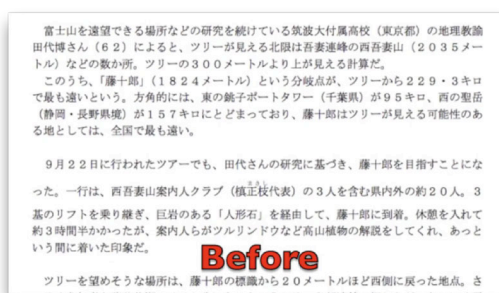 富士山を遠望できる場所などの研究を続けている筑波大付属高校（東京都）の地理教諭
田代博さん（６２）によると、ツリーが見える北限は吾妻連峰の西吾妻山（２０３５メー
トル）などの数か所。ツリーの３００メートルより上が見える計算だ。
このうち、「藤十郎」（１８２４メートル）という分岐点が、ツリーから２２９・３キロ
で最も遠いという。方角的には、東の銚子ポートタワー（千葉県）が９５キロ、西の聖岳
（静岡・長野県境）が１５７キロにとどまっており、藤十郎はツリーが見える可能性のあ
る地としては、全国で最も遠い。
９月２２日に行われたツアーでも、田代さんの研究に基づき、藤十郎を目指すことにな
った。一行は、西吾妻山案内人クラブ（槙正枝代表）の３人を含む県内外の約２０人。３
基のリフトを乗り継ぎ、巨岩のある「人形石」を経由して、藤十郎に到着。休憩を入れて
約３時間半かかったが、案内人らがツルリンドウなど高山植物の解説をしてくれ、あっと
いう間に着いた印象だ。
Before
ツリーを望めそうな場所は、藤十郎の標識から２０メートルほど西側に戻った地点。さ